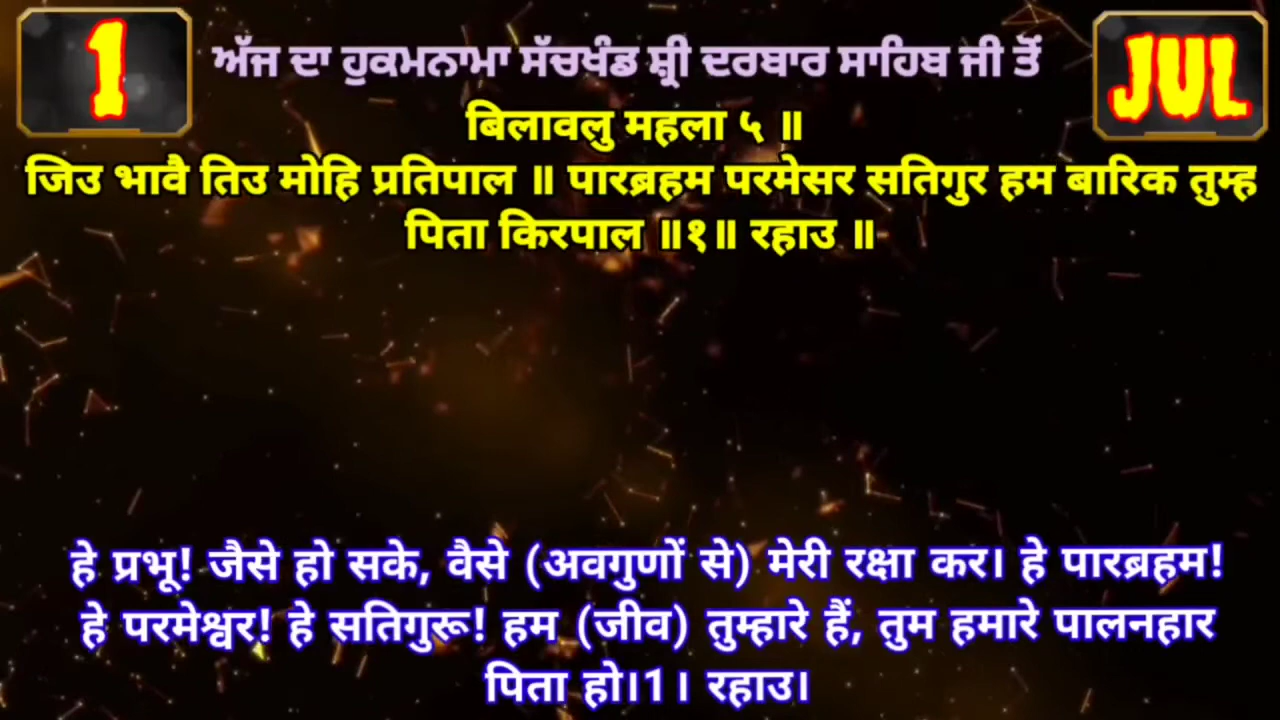 1
ਅੱਜ ਦਾ ਹੁਕਮਨਾਮਾ ਸੱਚਖੰਡ ਸ਼੍ਰੀ ਦਰਬਾਰ ਸਾਹਿਬ ਜੀ ਤੋਂ
JUL
बिलावलु महला ५ ॥
जिउ भावै तिउ मोहि प्रतिपाल ॥ पारब्रहम परमेसर सतिगुर हम बारिक तुम्ह
पिता किरपाल ॥१॥ रहाउ ॥
हे प्रभू! जैसे हो सके, वैसे (अवगुणों से) मेरी रक्षा कर। हे पारब्रहम!
हे परमेश्वर! हे सतिगुरू! हम (जीव) तुम्हारे हैं, तुम हमारे पालनहार
पिता हो।1। रहाउ।